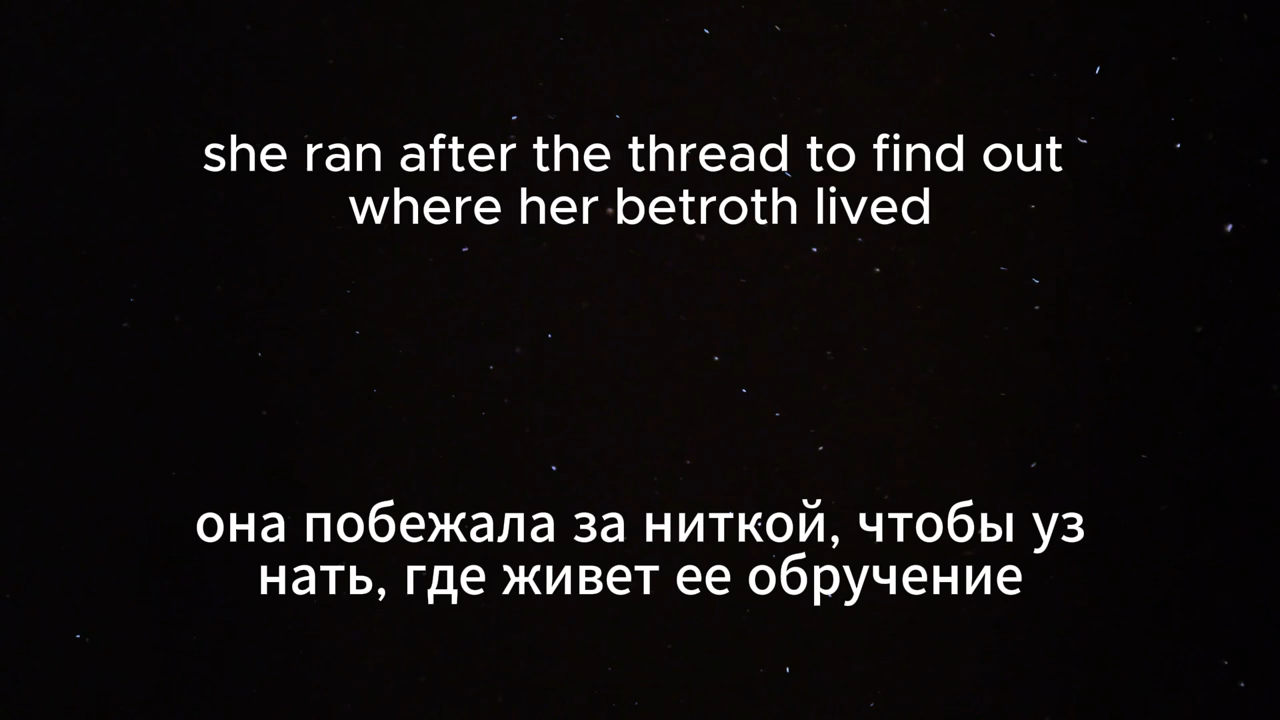 she ran after the thread to find out
where her betroth lived
она побежала за ниткой, чтобы уз
нать, где живет ее обручение